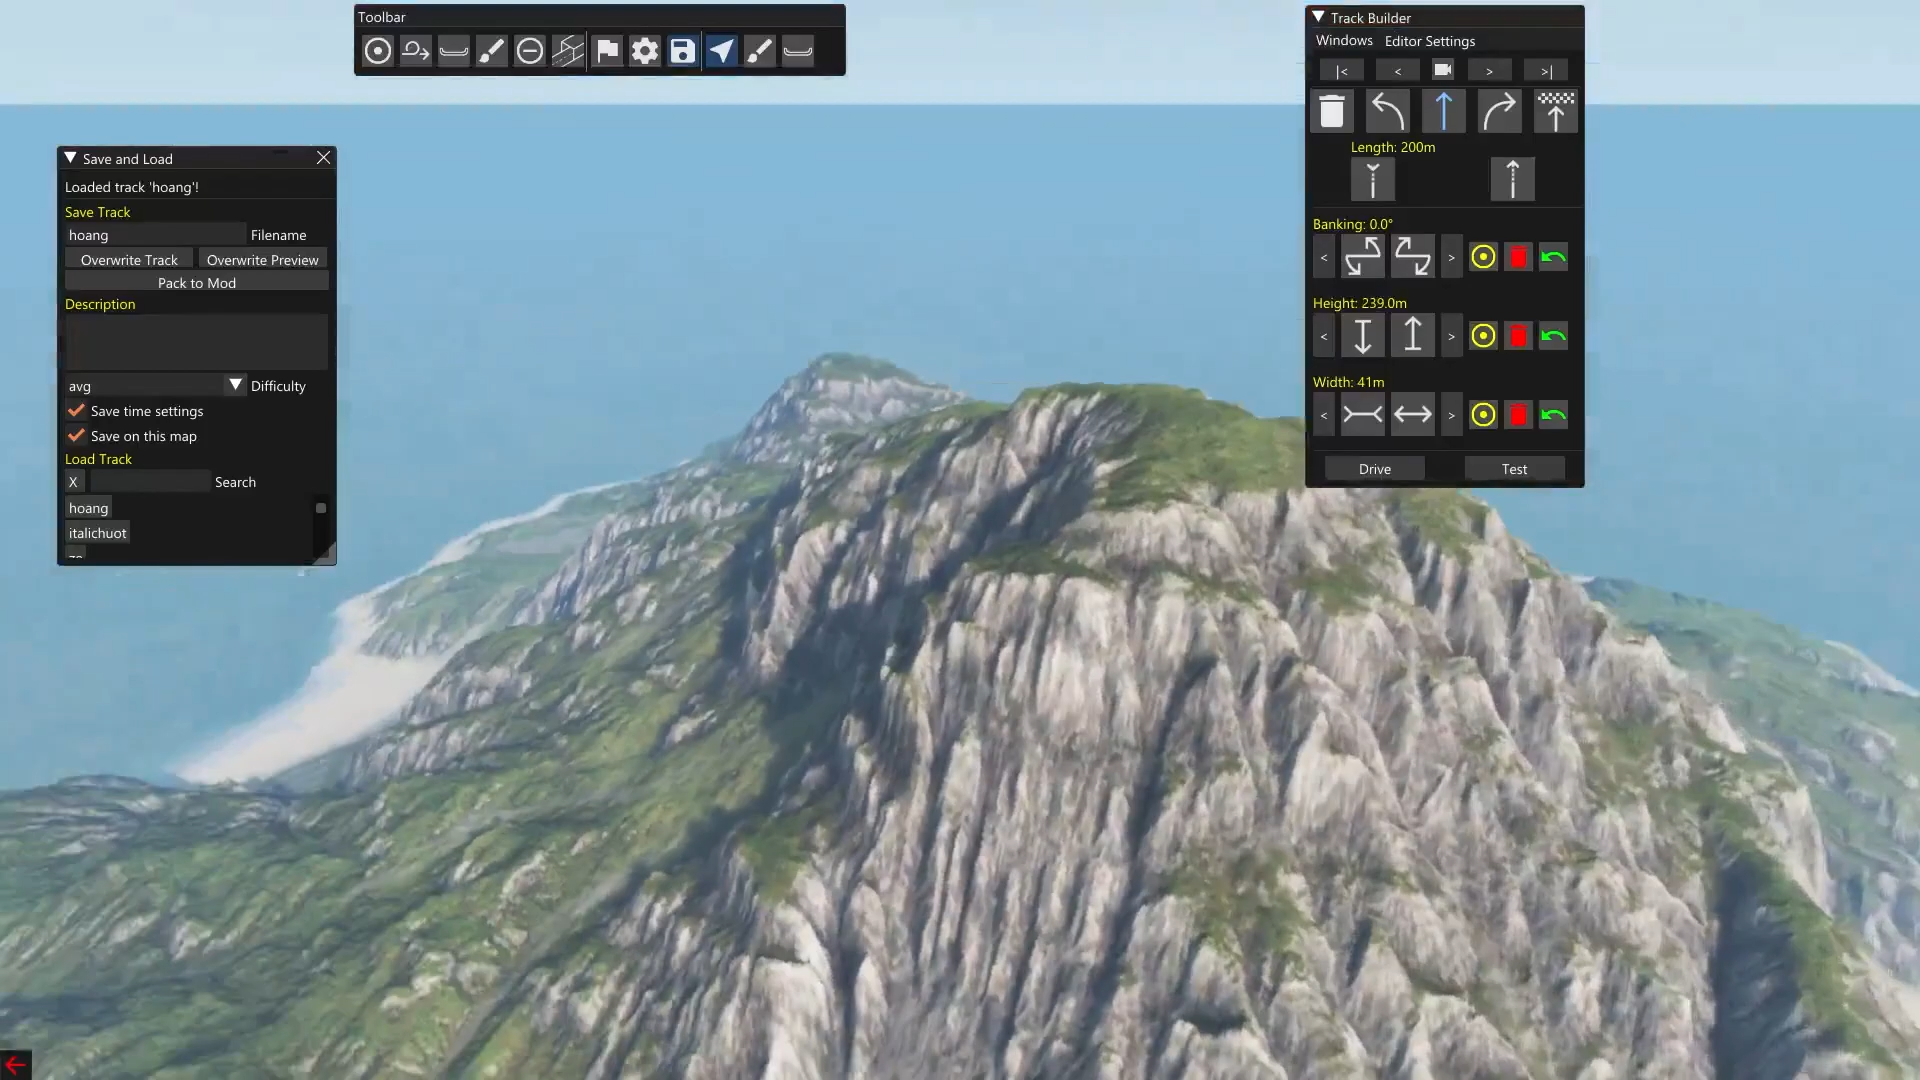 Toolbar
Track Builder
Windows Editor Settings
|< < > >|
Length: 200m
Banking: 0.0°
< >
Height: 239.0m
< >
Width: 41m
< >
Drive Test
Save and Load
Loaded track 'hoang'!
Save Track
hoang Filename
Overwrite Track Overwrite Preview
Pack to Mod
Description
avg Difficulty
Save time settings
Save on this map
Load Track
X Search
hoang
italichuot